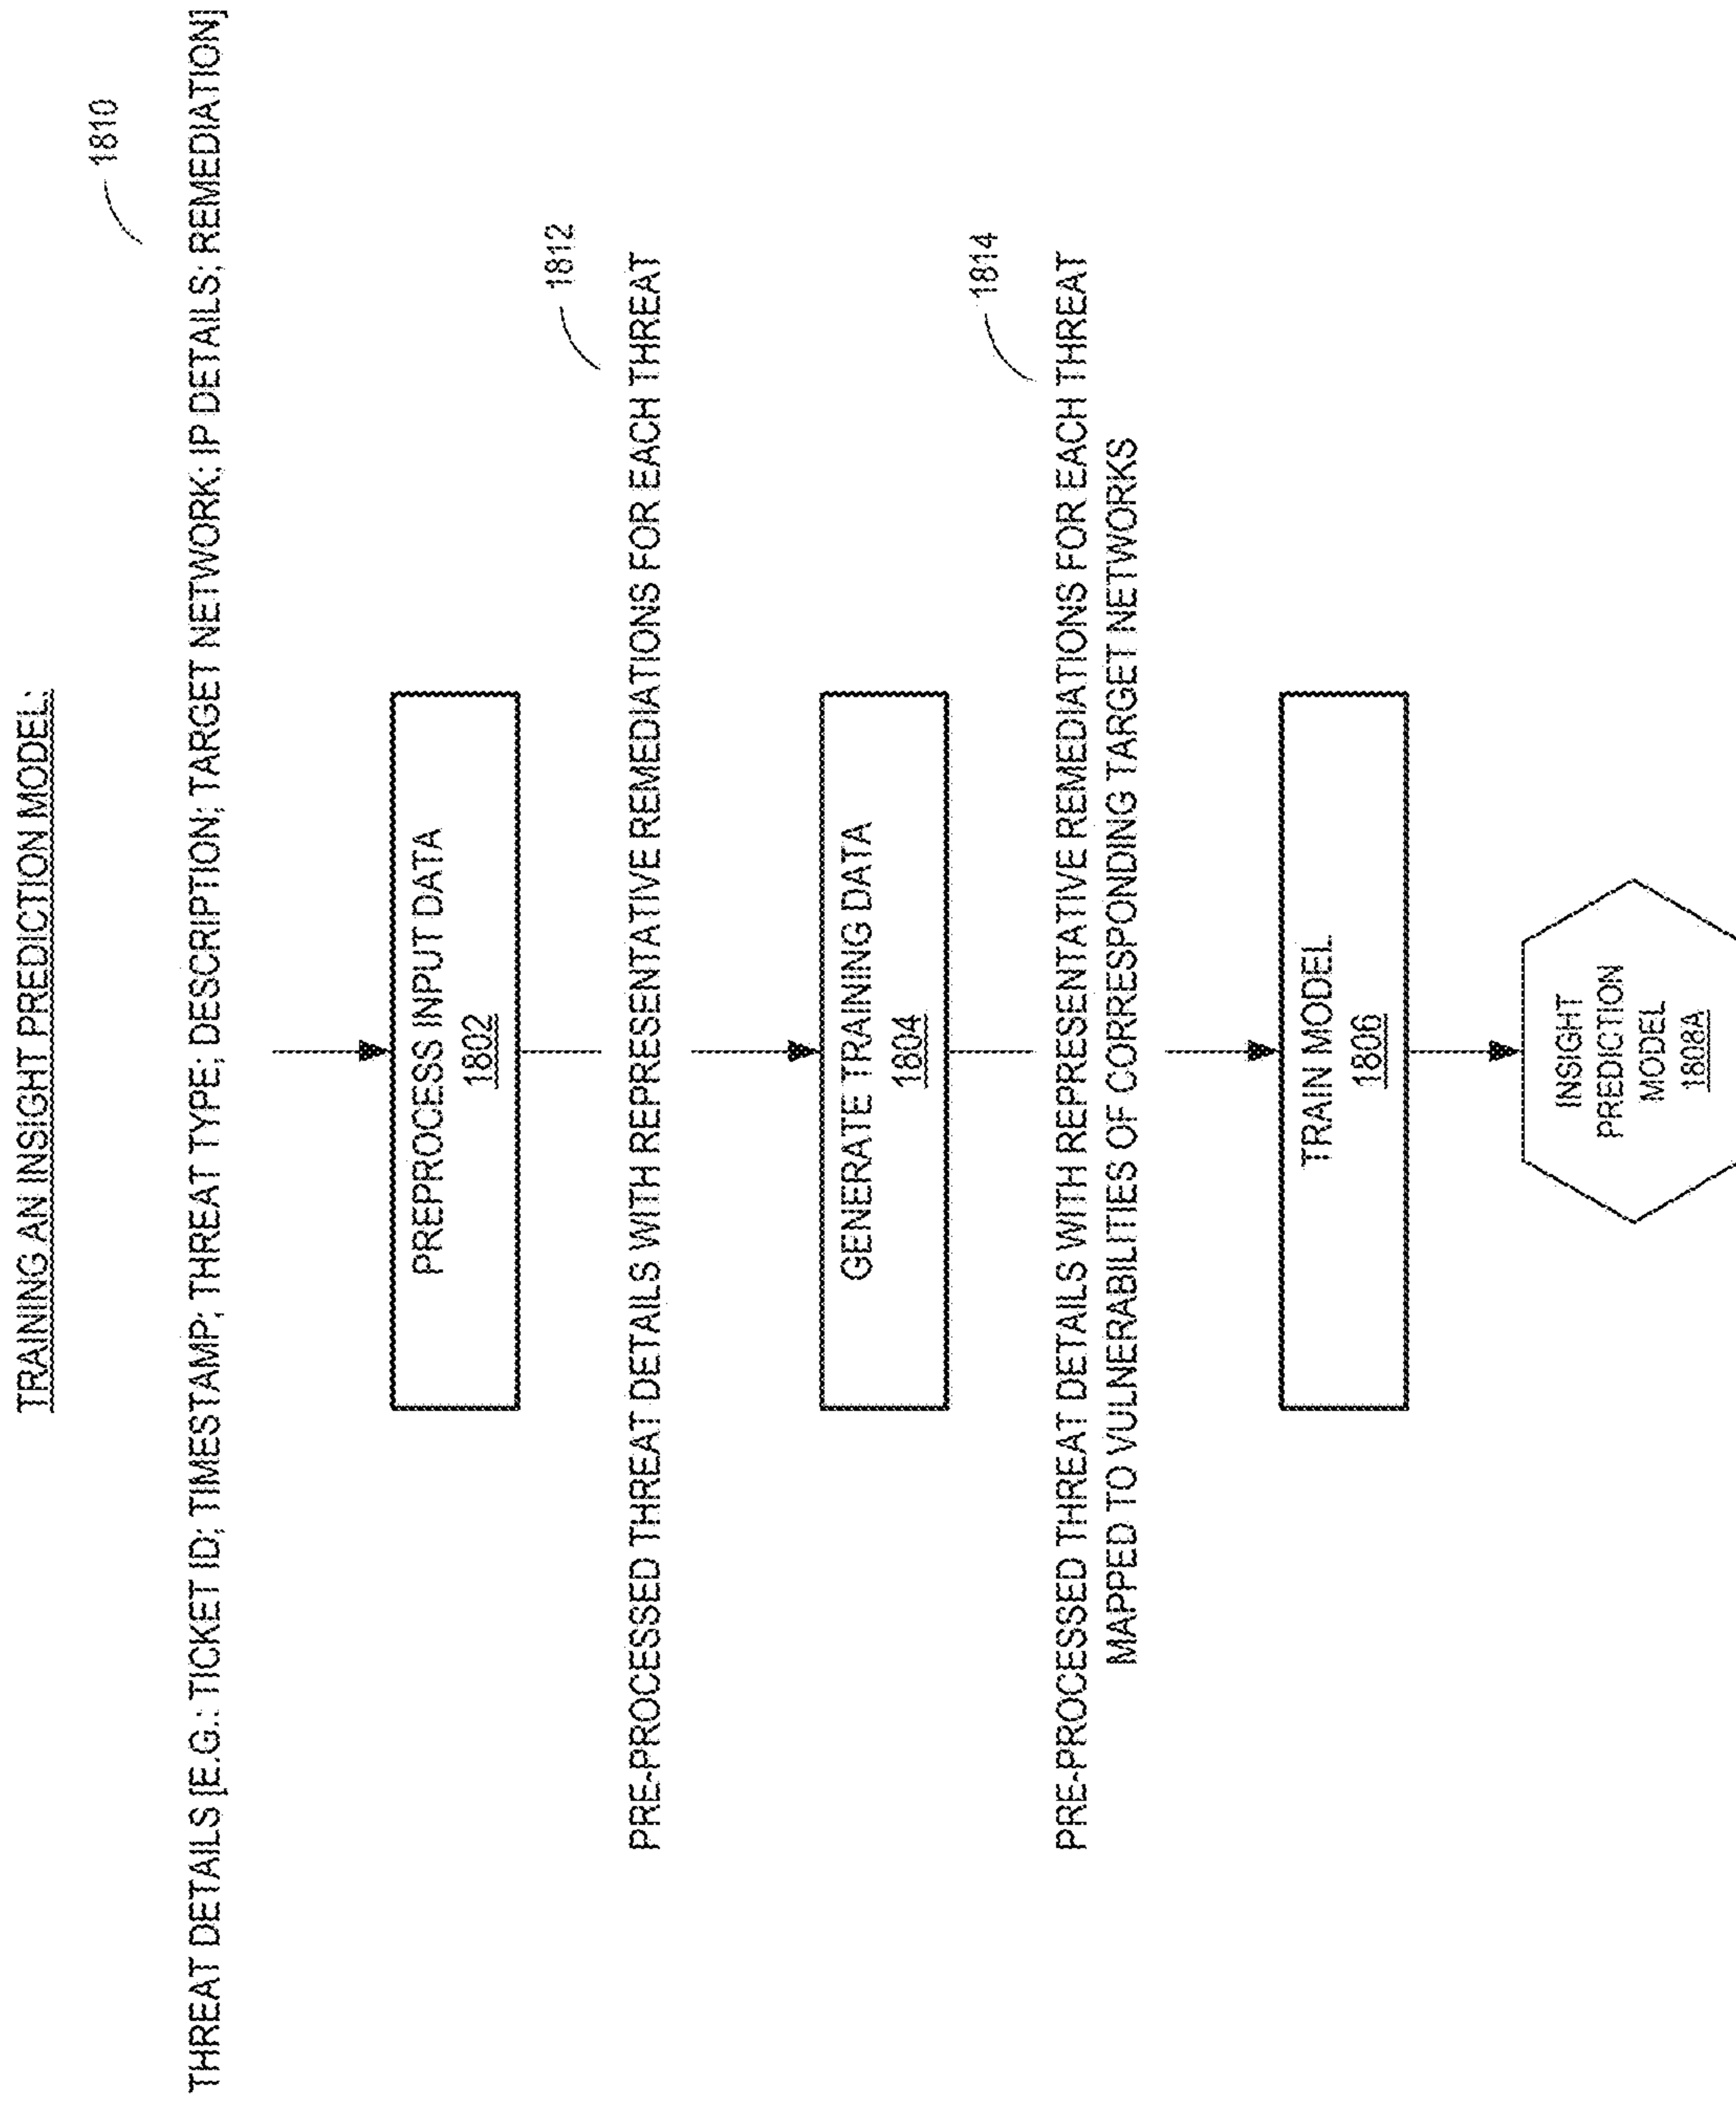 TRAINING AN INSIGHT PREDICTION MODEL:
1810
THREAT DETAILS [E.G.: TICKET ID; TIMESTAMP; THREAT TYPE; DESCRIPTION; TARGET NETWORK; IP DETAILS; REMEDIATION]
PREPROCESS INPUT DATA
1802
1812
PRE-PROCESSED THREAT DETAILS WITH REPRESENTATIVE REMEDIATIONS FOR EACH THREAT
GENERATE TRAINING DATA
1804
1814
PRE-PROCESSED THREAT DETAILS WITH REPRESENTATIVE REMEDIATIONS FOR EACH THREAT
MAPPED TO VULNERABILITIES OF CORRESPONDING TARGET NETWORKS
TRAIN MODEL
1806
INSIGHT
PREDICTION
MODEL
1808A